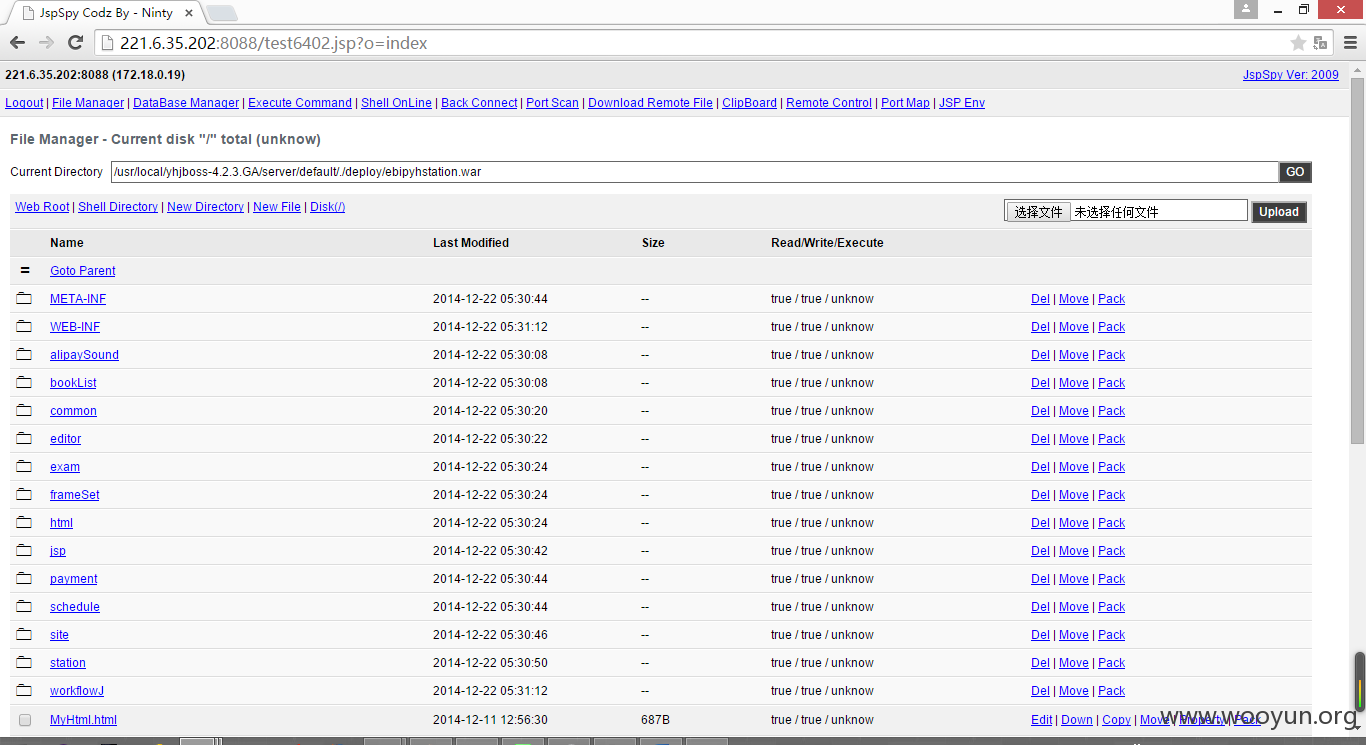 JspSpy Codz By - Ninty
221.6.35.202:8088/test6402.jsp?o=index
221.6.35.202:8088 (172.18.0.19) JspSpy Ver: 2009
Logout | File Manager | DataBase Manager | Execute Command | Shell OnLine | Back Connect | Port Scan | Download Remote File | ClipBoard | Remote Control | Port Map | JSP Env
File Manager - Current disk "/" total (unknow)
Current Directory /usr/local/yhjboss-4.2.3.GA/server/default/./deploy/ebipyhstation.war GO
Web Root | Shell Directory | New Directory | New File | Disk(/) 选择文件 未选择任何文件 Upload
Name Last Modified Size Read/Write/Execute
= Goto Parent
META-INF 2014-12-22 05:30:44 -- true / true / unknow Del | Move | Pack
WEB-INF 2014-12-22 05:31:12 -- true / true / unknow Del | Move | Pack
alipaySound 2014-12-22 05:30:08 -- true / true / unknow Del | Move | Pack
bookList 2014-12-22 05:30:08 -- true / true / unknow Del | Move | Pack
common 2014-12-22 05:30:20 -- true / true / unknow Del | Move | Pack
editor 2014-12-22 05:30:22 -- true / true / unknow Del | Move | Pack
exam 2014-12-22 05:30:24 -- true / true / unknow Del | Move | Pack
frameSet 2014-12-22 05:30:24 -- true / true / unknow Del | Move | Pack
html 2014-12-22 05:30:24 -- true / true / unknow Del | Move | Pack
jsp 2014-12-22 05:30:42 -- true / true / unknow Del | Move | Pack
payment 2014-12-22 05:30:44 -- true / true / unknow Del | Move | Pack
schedule 2014-12-22 05:30:44 -- true / true / unknow Del | Move | Pack
site 2014-12-22 05:30:46 -- true / true / unknow Del | Move | Pack
station 2014-12-22 05:30:50 -- true / true / unknow Del | Move | Pack
workflowJ 2014-12-22 05:31:12 -- true / true / unknow Del | Move | Pack
MyHtml.html 2014-12-11 12:56:30 687B true / true / unknow Edit | Down | Copy | Move | Property | Pack
www.wooyun.org